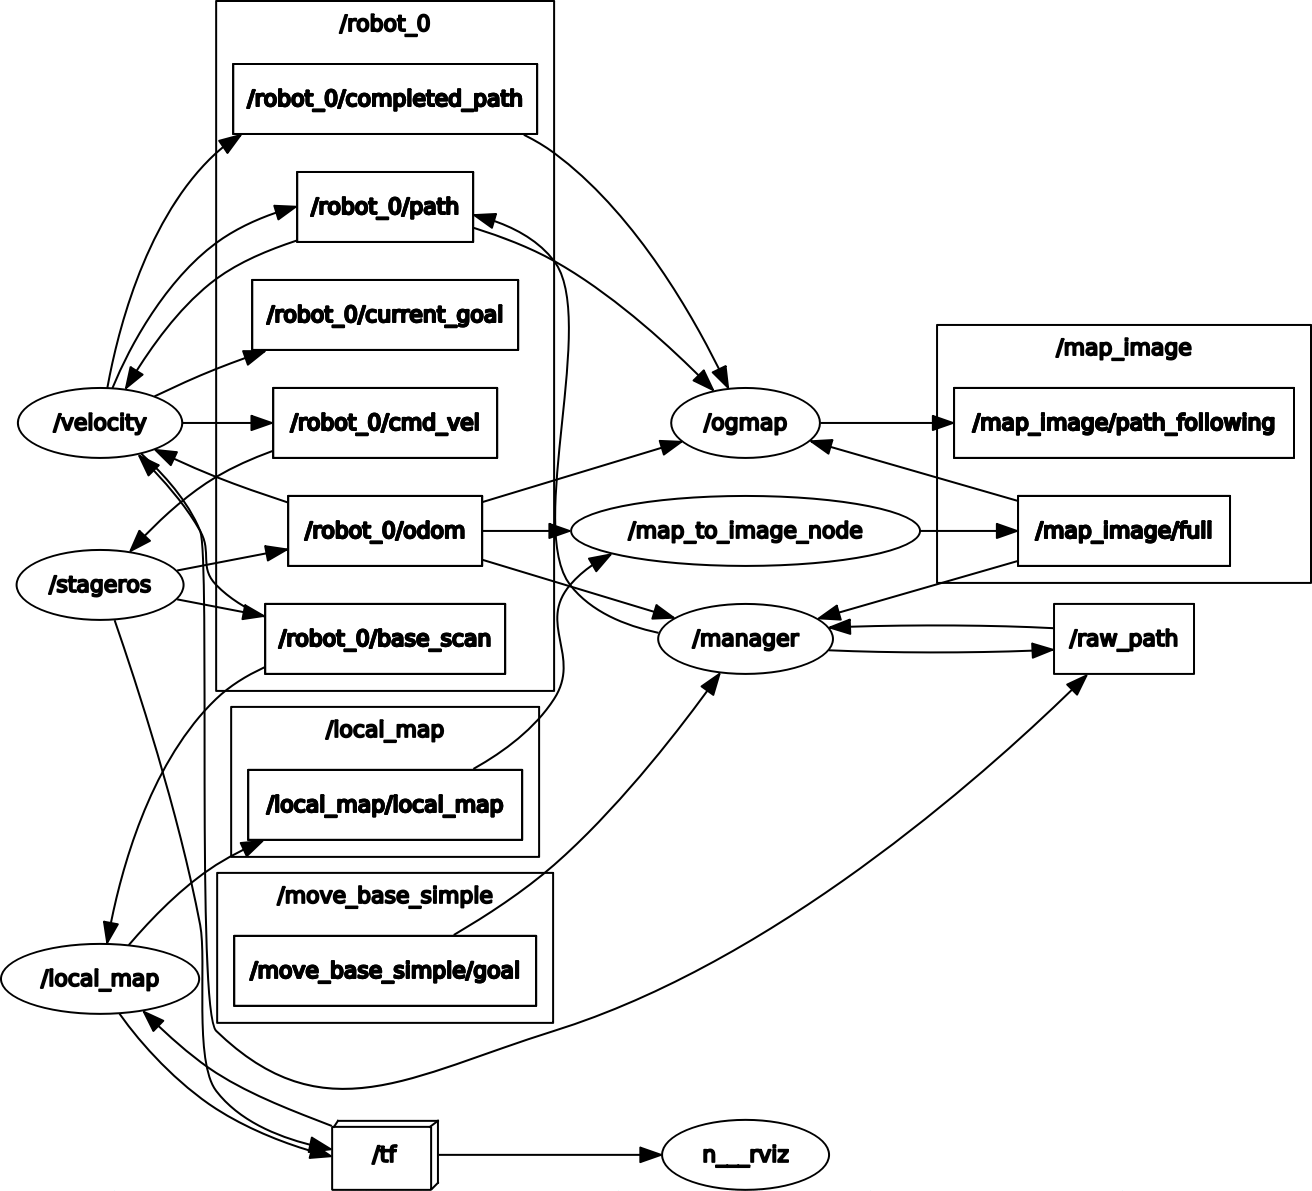 /robot_0
/robot_0/completed_path
/robot_0/path
/robot_0/current_goal
/velocity
/robot_0/cmd_vel
/robot_0/odom
/stageros
/robot_0/base_scan
/ogmap
/map_to_image_node
/manager
/map_image
/map_image/path_following
/map_image/full
/raw_path
/local_map
/local_map/local_map
/move_base_simple
/move_base_simple/goal
/local_map
/tf
n___rviz